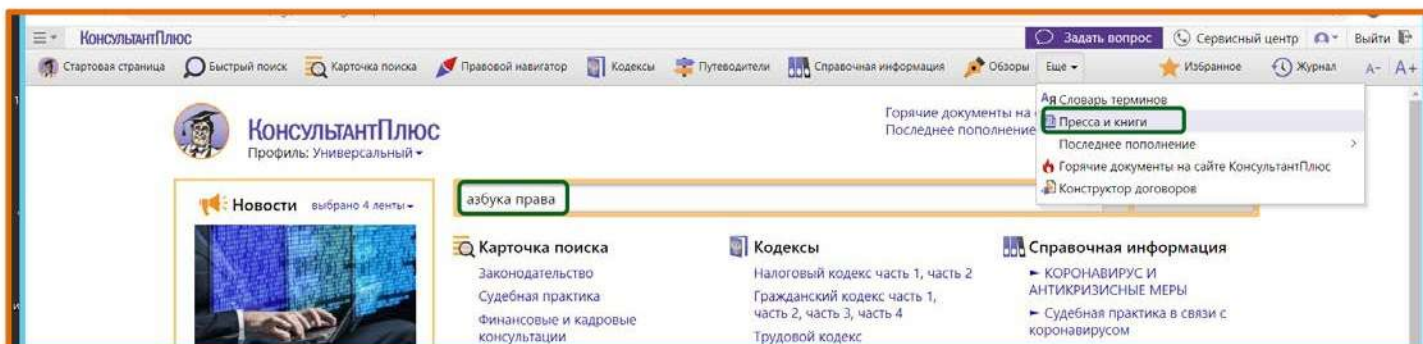 КонсультантПлюс
Задать вопрос
Сервисный центр
Выйти
Стартовая страница
Быстрый поиск
Карточка поиска
Правовой навигатор
Кодексы
Путеводители
Справочная информация
Обзоры
Еще
Избранное
Журнал
A-
A+
Ая Словарь терминов
Пресса и книги
Последнее пополнение
Горячие документы на сайте КонсультантПлюс
Конструктор договоров
Горячие документы на
Последнее пополнение
КонсультантПлюс
Профиль: Универсальный
азбука права
Новости выбрано 4 ленты
Карточка поиска
Законодательство
Судебная практика
Финансовые и кадровые
консультации
Кодексы
Налоговый кодекс часть 1, часть 2
Гражданский кодекс часть 1,
часть 2, часть 3, часть 4
Трудовой кодекс
Справочная информация
► КОРОНАВИРУС И
АНТИКРИЗИСНЫЕ МЕРЫ
► Судебная практика в связи с
коронавирусом